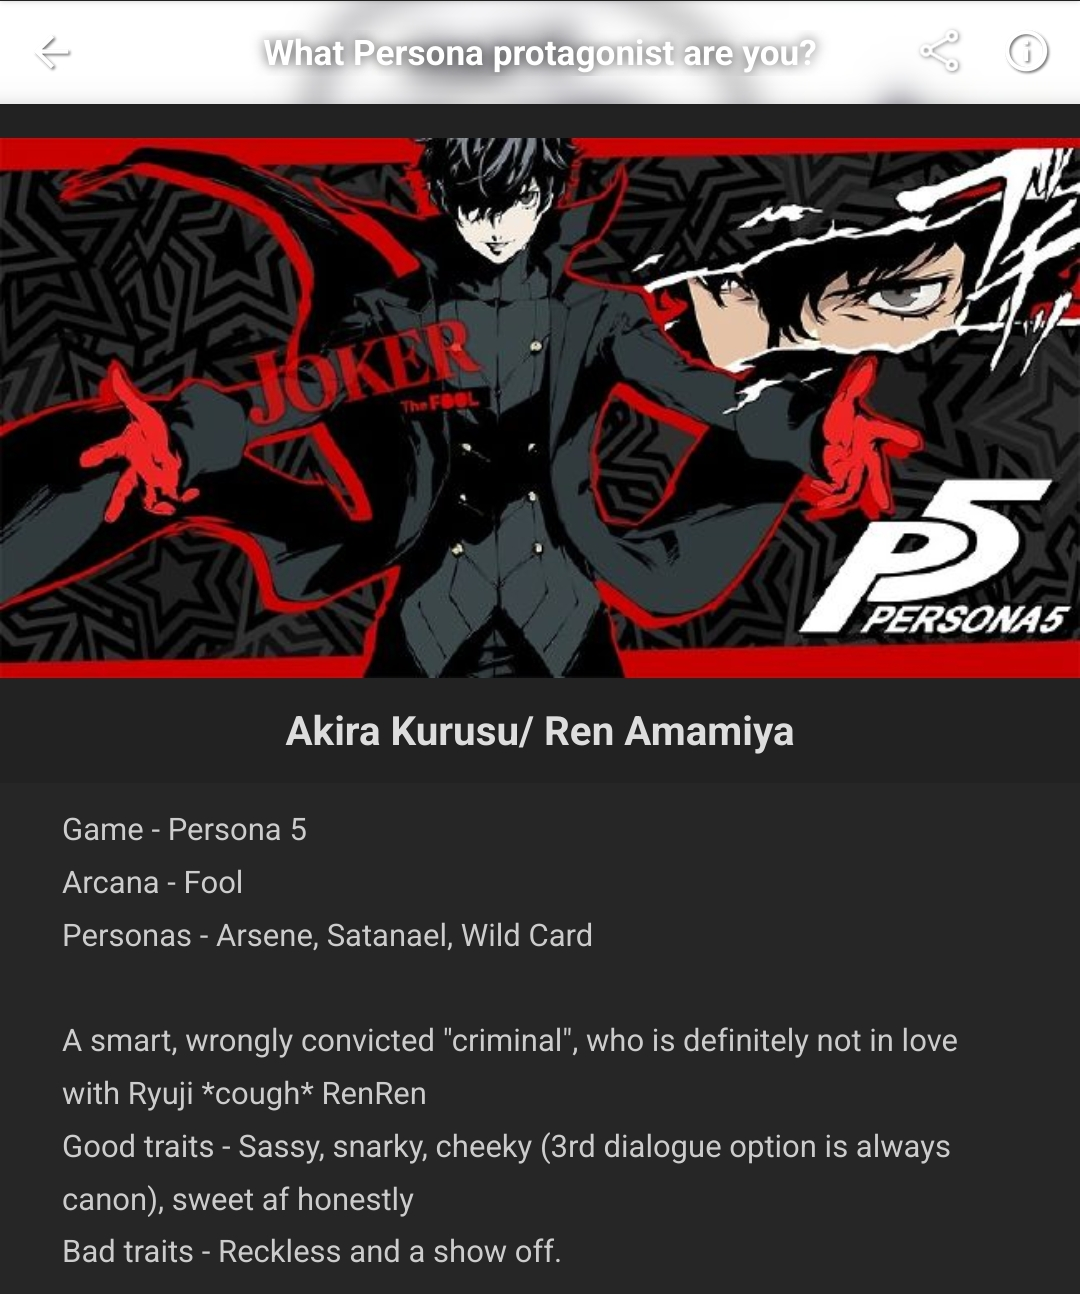 What Persona protagonist are you?
JOKER
The FOOL
P5
PERSONA5
Akira Kurusu/ Ren Amamiya
Game - Persona 5
Arcana - Fool
Personas - Arsene, Satanael, Wild Card
A smart, wrongly convicted "criminal", who is definitely not in love
with Ryuji *cough* RenRen
Good traits - Sassy, snarky, cheeky (3rd dialogue option is always
canon), sweet af honestly
Bad traits - Reckless and a show off.